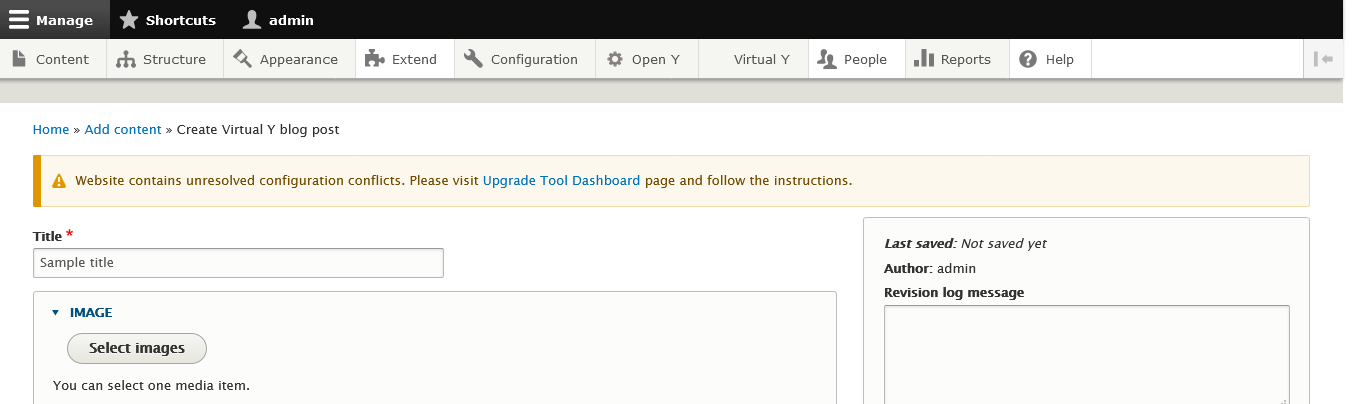 Manage Shortcuts admin
Content Structure Appearance Extend Configuration Open Y Virtual Y People Reports Help
Home » Add content » Create Virtual Y blog post
Website contains unresolved configuration conflicts. Please visit Upgrade Tool Dashboard page and follow the instructions.
Title *
Sample title
IMAGE
Select images
You can select one media item.
Last saved: Not saved yet
Author: admin
Revision log message